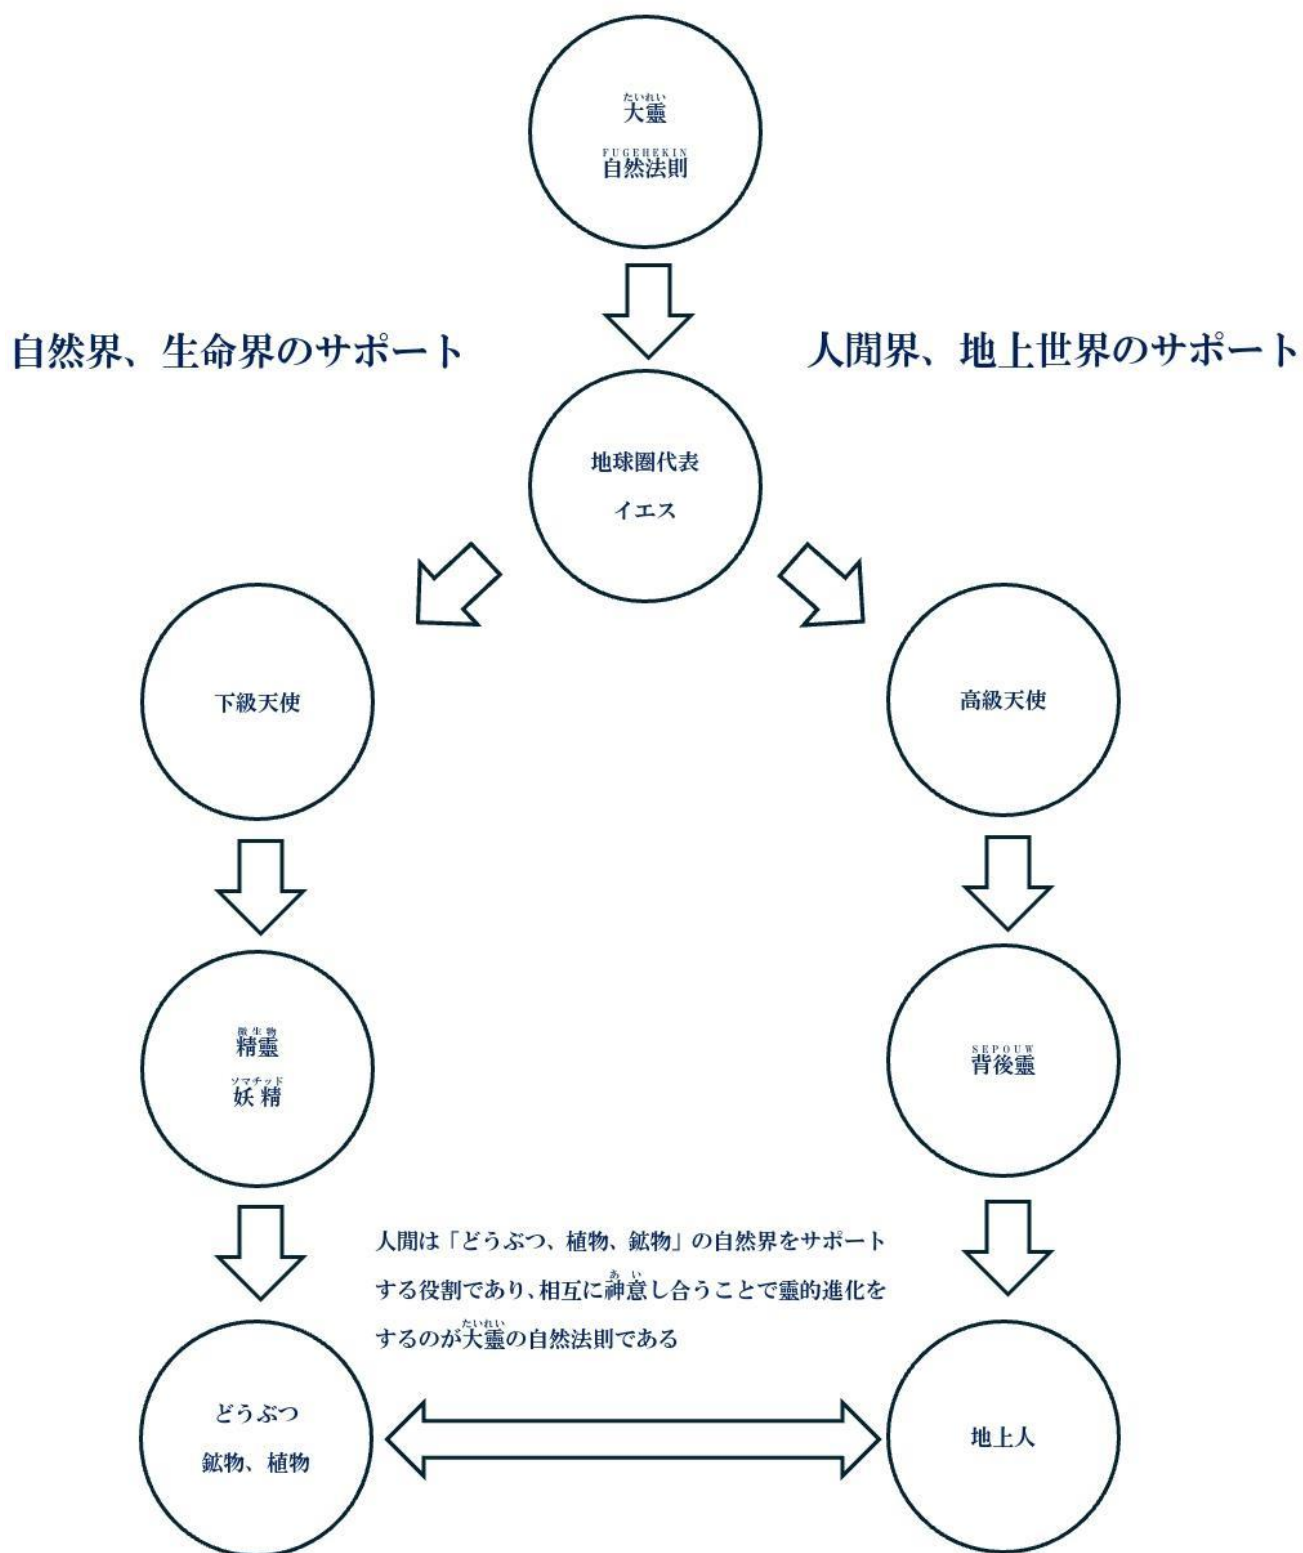 たいれい
大靈
FUGEHEKIN
自然法則
自然界、生命界のサポート
人間界、地上世界のサポート
地球圏代表
イエス
下級天使
高級天使
微生物
精靈
ソマチッド
妖精
SEPOUW
背後靈
人間は「どうぶつ、植物、鉱物」の自然界をサポート
あい
する役割であり、相互に神意し合うことで靈的進化を
たいれい
するのが大靈の自然法則である
どうぶつ
鉱物、植物
地上人